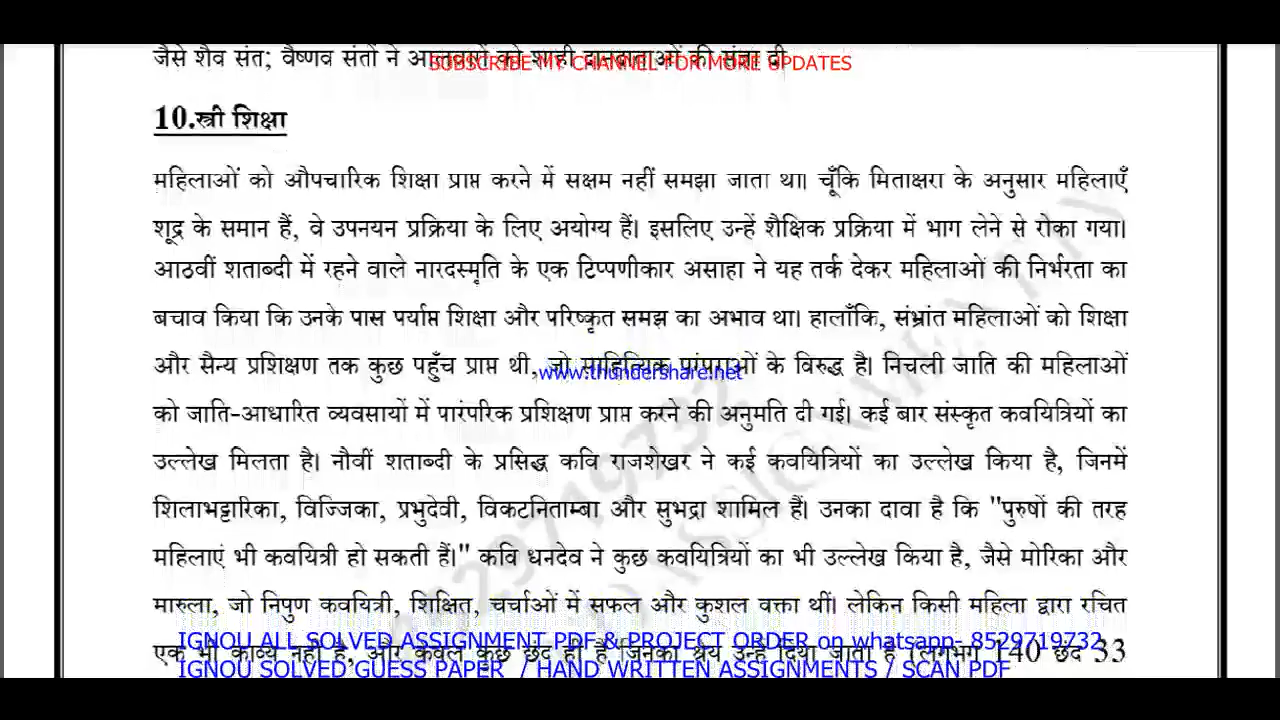 जैसे शैव संत; वैष्णव संतों ने आलवारों को शाही दानदाताओं की संज्ञा दी
SUBSCRIBE MY CHANNEL FOR MORE UPDATES
10.स्त्री शिक्षा
महिलाओं को औपचारिक शिक्षा प्राप्त करने में सक्षम नहीं समझा जाता था। चूँकि मिताक्षरा के अनुसार महिलाएँ
शूद्र के समान हैं, वे उपनयन प्रक्रिया के लिए अयोग्य हैं। इसलिए उन्हें शैक्षिक प्रक्रिया में भाग लेने से रोका गया।
आठवीं शताब्दी में रहने वाले नारदस्मृति के एक टिप्पणीकार असाहा ने यह तर्क देकर महिलाओं की निर्भरता का
बचाव किया कि उनके पास पर्याप्त शिक्षा और परिष्कृत समझ का अभाव था। हालाँकि, संभ्रांत महिलाओं को शिक्षा
और सैन्य प्रशिक्षण तक कुछ पहुँच प्राप्त थी, जो साहित्यिक परंपराओं के विरुद्ध है। निचली जाति की महिलाओं
www.thundershare.net
को जाति-आधारित व्यवसायों में पारंपरिक प्रशिक्षण प्राप्त करने की अनुमति दी गई। कई बार संस्कृत कवयित्रियों का
उल्लेख मिलता है। नौवीं शताब्दी के प्रसिद्ध कवि राजशेखर ने कई कवयित्रियों का उल्लेख किया है, जिनमें
शिलाभट्टारिका, विज्जिका, प्रभुदेवी, विकटनिताम्बा और सुभद्रा शामिल हैं। उनका दावा है कि "पुरुषों की तरह
महिलाएं भी कवयित्री हो सकती हैं।" कवि धनदेव ने कुछ कवयित्रियों का भी उल्लेख किया है, जैसे मोरिका और
मारुला, जो निपुण कवयित्री, शिक्षित, चर्चाओं में सफल और कुशल वक्ता थीं। लेकिन किसी महिला द्वारा रचित
IGNOU ALL SOLVED ASSIGNMENT PDF & PROJECT ORDER on whatsapp- 8529719732
एक भी काव्य नहीं है, और केवल कुछ छंद ही हैं जिनका श्रेय उन्हें दिया जाता है (लगभग 140 छंद 33
IGNOU SOLVED GUESS PAPER / HAND WRITTEN ASSIGNMENTS / SCAN PDF